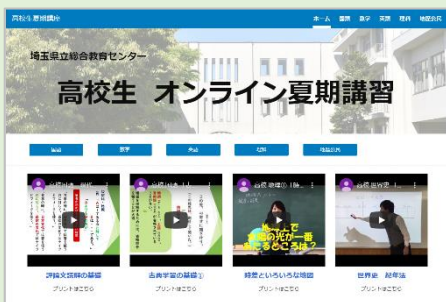 高校生夏期講座
ホーム 国語 数学 英語 理科 地歴公民
埼玉県立総合教育センター
高校生 オンライン夏期講習
国語 数学 英語 理科 地歴公民
評論文読解の基礎
プリントはこちら
古典学習の基礎①
プリントはこちら
時差といろいろな地図
プリントはこちら
世界史 紀年法
プリントはこちら